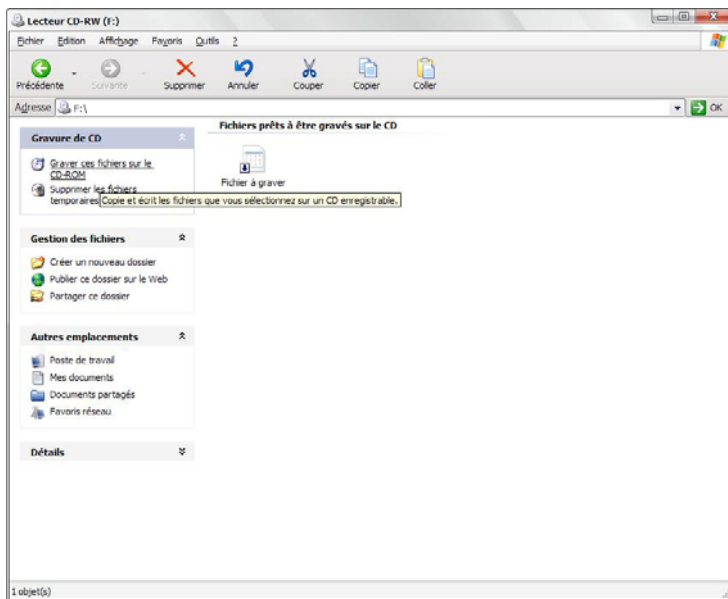 Lecteur CD-RW (F:)
Fichier Edition Affichage Favoris Outils ?
Précédente Suivante Supprimer Annuler Couper Copier Coller
Adresse F:\ OK
Gravure de CD
Graver ces fichiers sur le
CD-ROM
Supprimer les fichiers
temporaires
Copie et écrit les fichiers que vous sélectionnez sur un CD enregistrable.
Gestion des fichiers
Créer un nouveau dossier
Publier ce dossier sur le Web
Partager ce dossier
Autres emplacements
Poste de travail
Mes documents
Documents partagés
Favoris réseau
Détails
Fichiers prêts à être gravés sur le CD
Fichier à graver
1 objet(s)